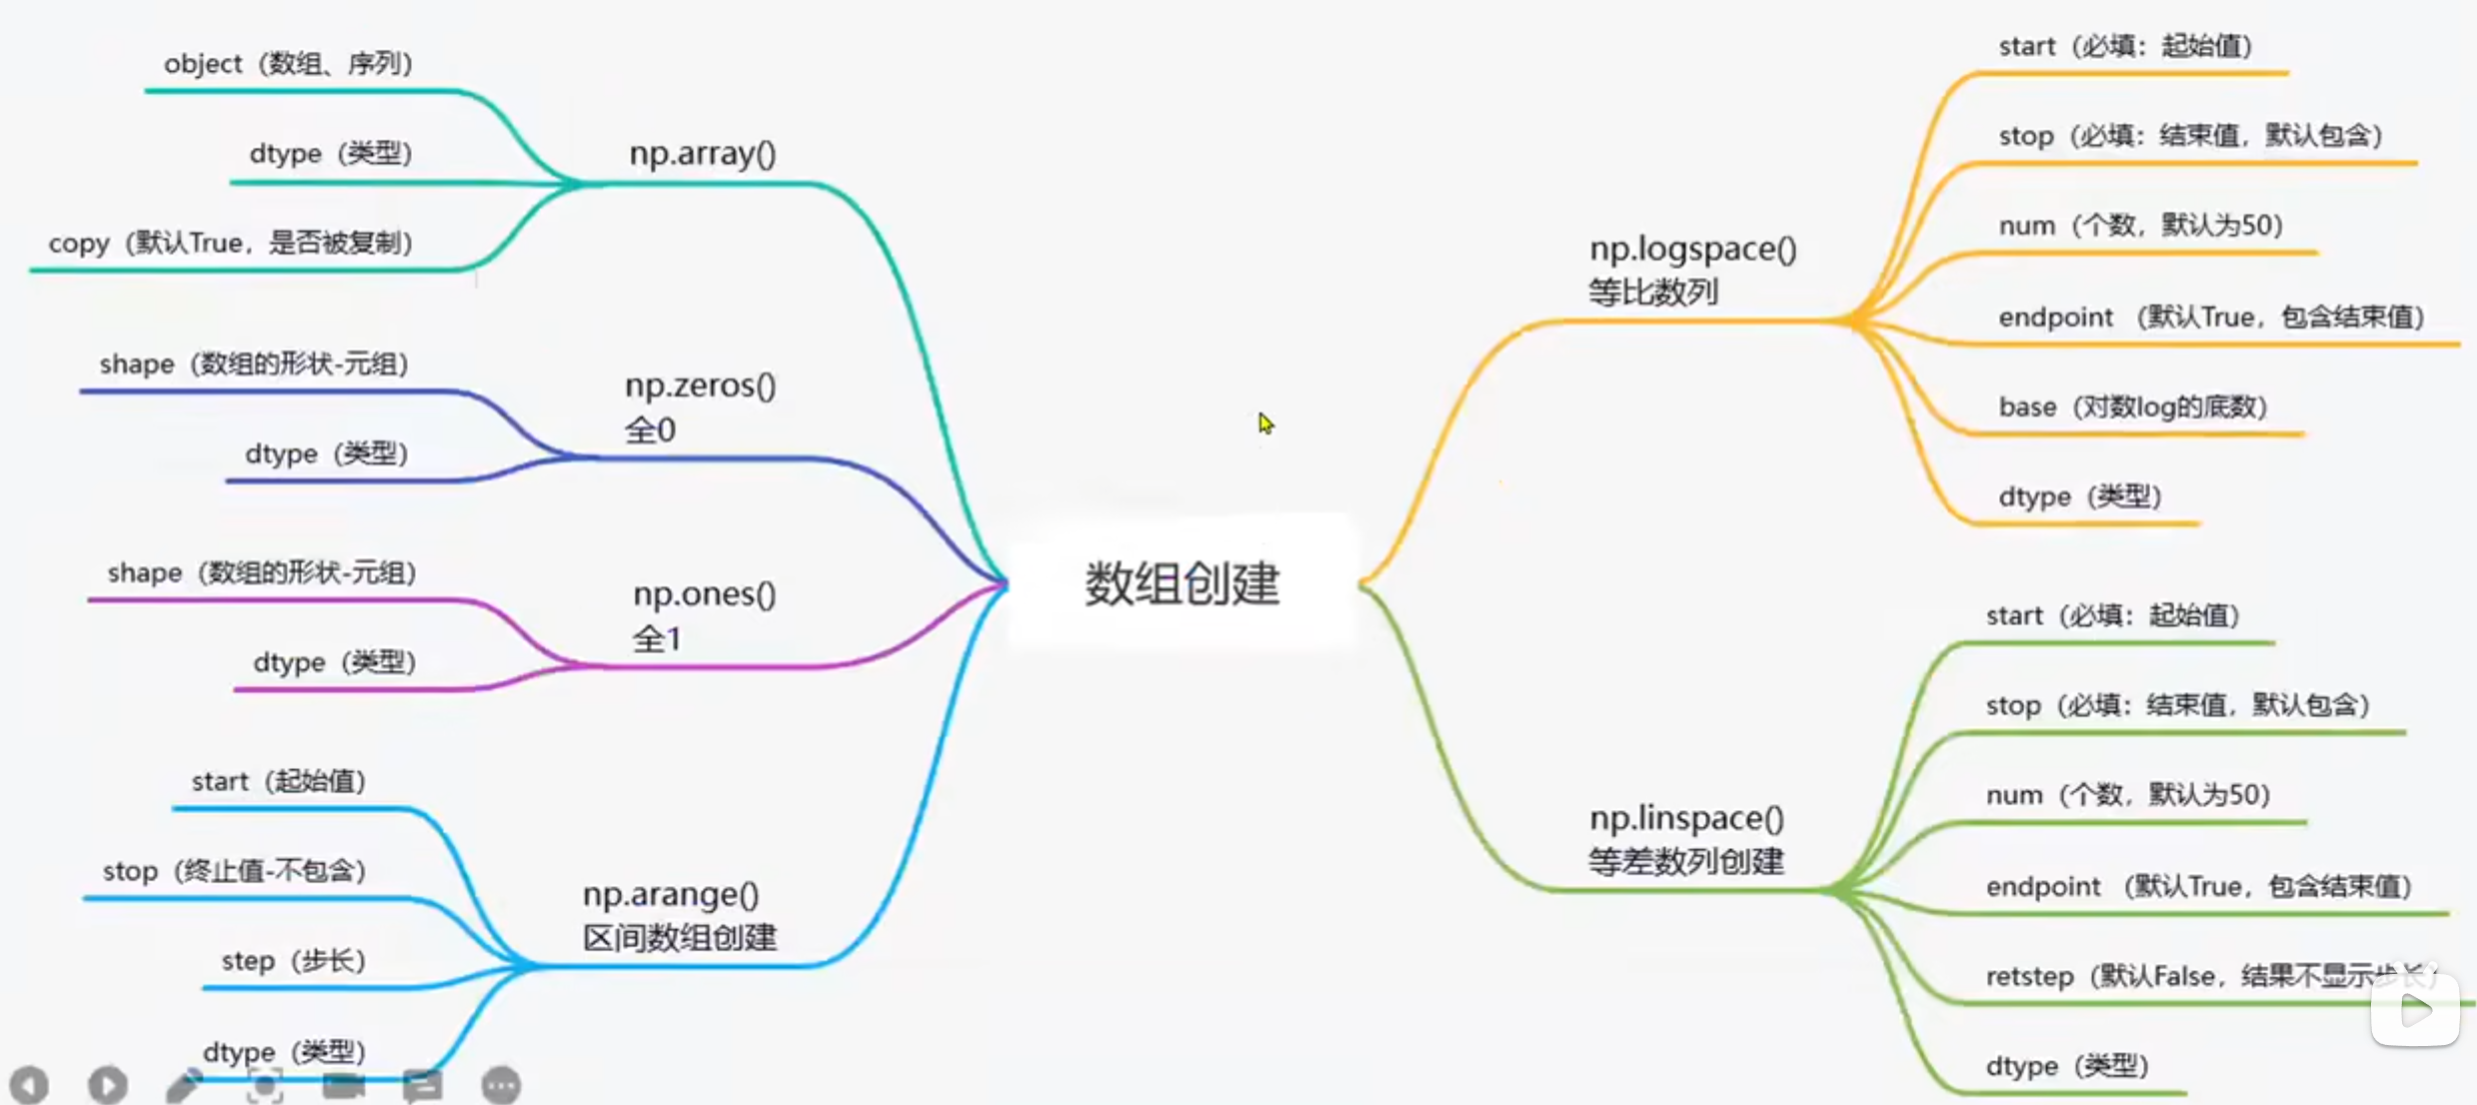 object（数组、序列）
dtype（类型）
copy（默认True，是否被复制）
np.array()
shape（数组的形状-元组）
dtype（类型）
np.zeros()
全0
shape（数组的形状-元组）
dtype（类型）
np.ones()
全1
start（起始值）
stop（终止值-不包含）
step（步长）
dtype（类型）
np.arange()
区间数组创建
数组创建
np.logspace()
等比数列
start（必填：起始值）
stop（必填：结束值，默认包含）
num（个数，默认为50）
endpoint （默认True，包含结束值）
base（对数log的底数）
dtype（类型）
np.linspace()
等差数列创建
start（必填：起始值）
stop（必填：结束值，默认包含）
num（个数，默认为50）
endpoint （默认True，包含结束值）
retstep（默认False，结果不显示步长）
dtype（类型）